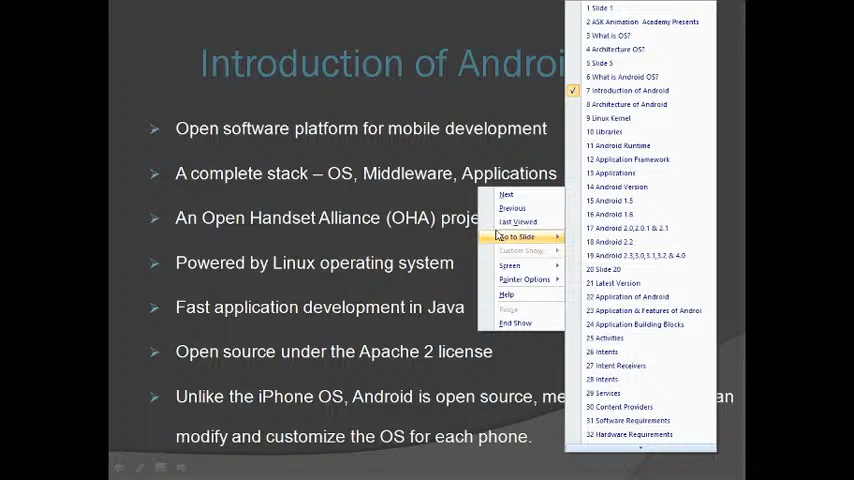 Introduction of Androi
Open software platform for mobile development
A complete stack – OS, Middleware, Applications
An Open Handset Alliance (OHA) proje
Powered by Linux operating system
Fast application development in Java
Open source under the Apache 2 license
Unlike the iPhone OS, Android is open source, me
an
modify and customize the OS for each phone.
Next
Previous
Last Viewed
Go to Slide
Custom Show
Screen
Pointer Options
Help
Pause
End Show
1 Slide 1
2 ASK Animation Academy Presents
3 What is OS?
4 Architecture OS?
5 Slide 5
6 What is Android OS?
7 Introduction of Android
8 Architecture of Android
9 Linux Kernel
10 Libraries
11 Android Runtime
12 Application Framework
13 Applications
14 Android Version
15 Android 1.5
16 Android 1.6
17 Android 2.0,2.0.1 & 2.1
18 Android 2.2
19 Android 2.3,3.0,3.1,3.2 & 4.0
20 Slide 20
21 Latest Version
22 Application of Android
23 Application & Features of Androi
24 Application Building Blocks
25 Activities
26 Intents
27 Intent Receivers
28 Intents
29 Services
30 Content Providers
31 Software Requirements
32 Hardware Requirements